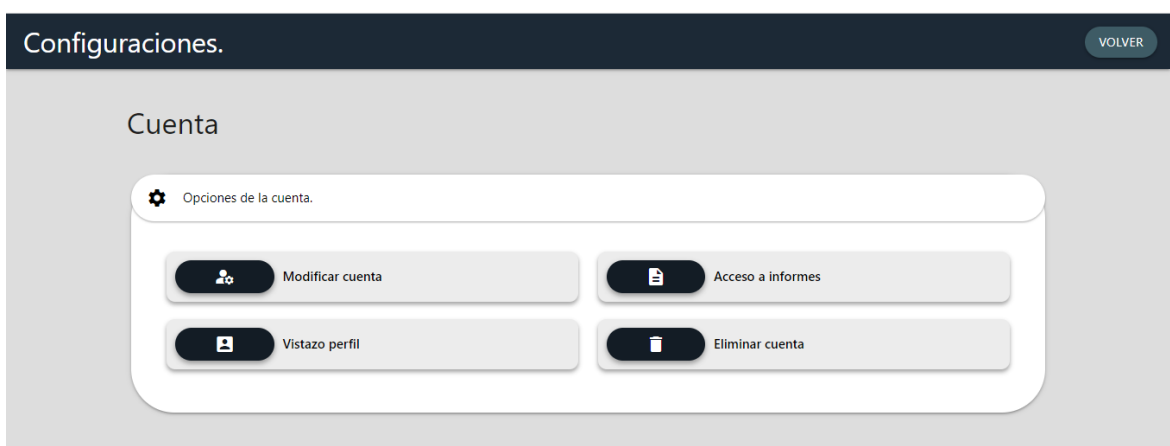 Configuraciones.
VOLVER
Cuenta
Opciones de la cuenta.
Modificar cuenta
Acceso a informes
Vistazo perfil
Eliminar cuenta